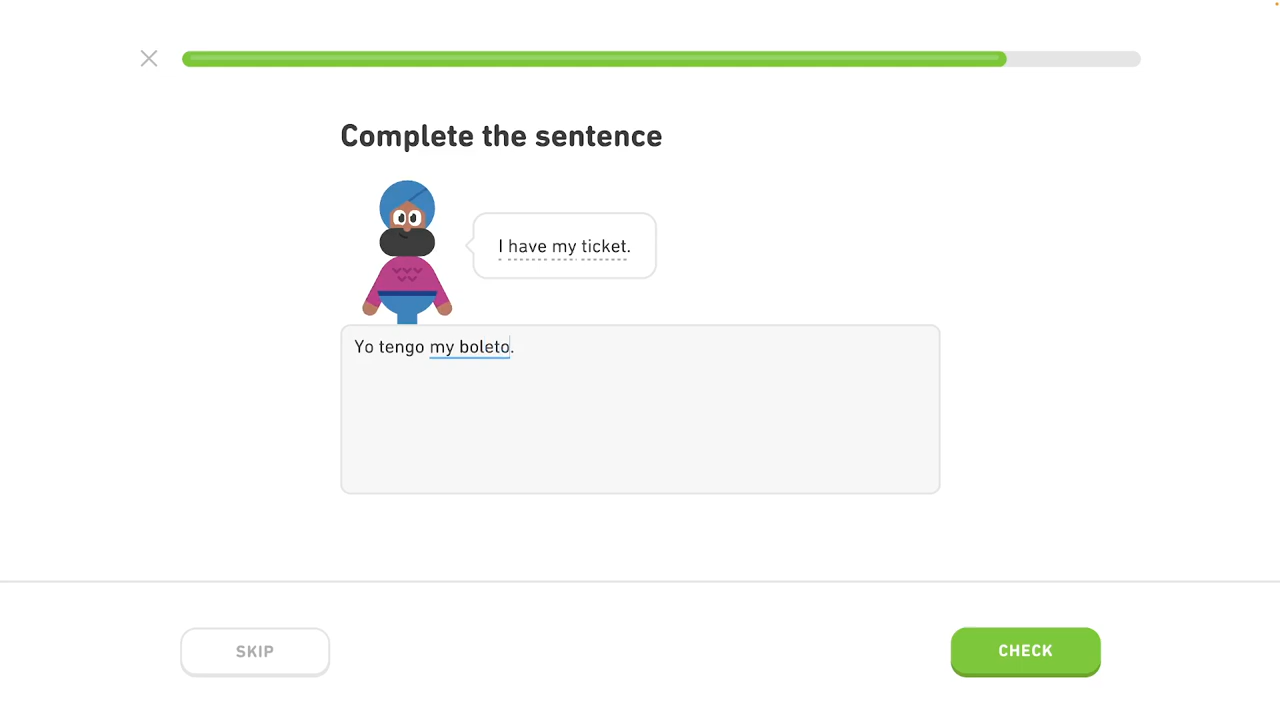 Complete the sentence
I have my ticket.
Yo tengo my boleto.
SKIP
CHECK